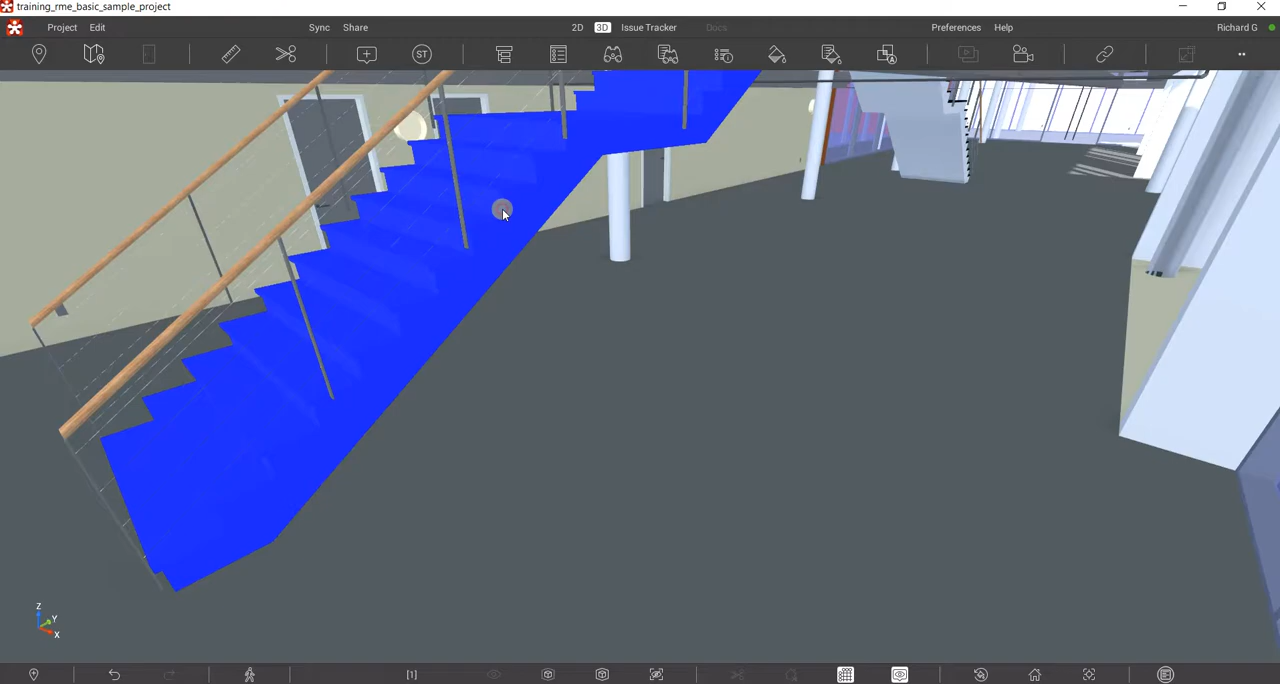 training_rme_basic_sample_project
Project Edit Sync Share 2D 3D Issue Tracker Docs Preferences Help Richard G
ST
A
Z
Y
X
[1]